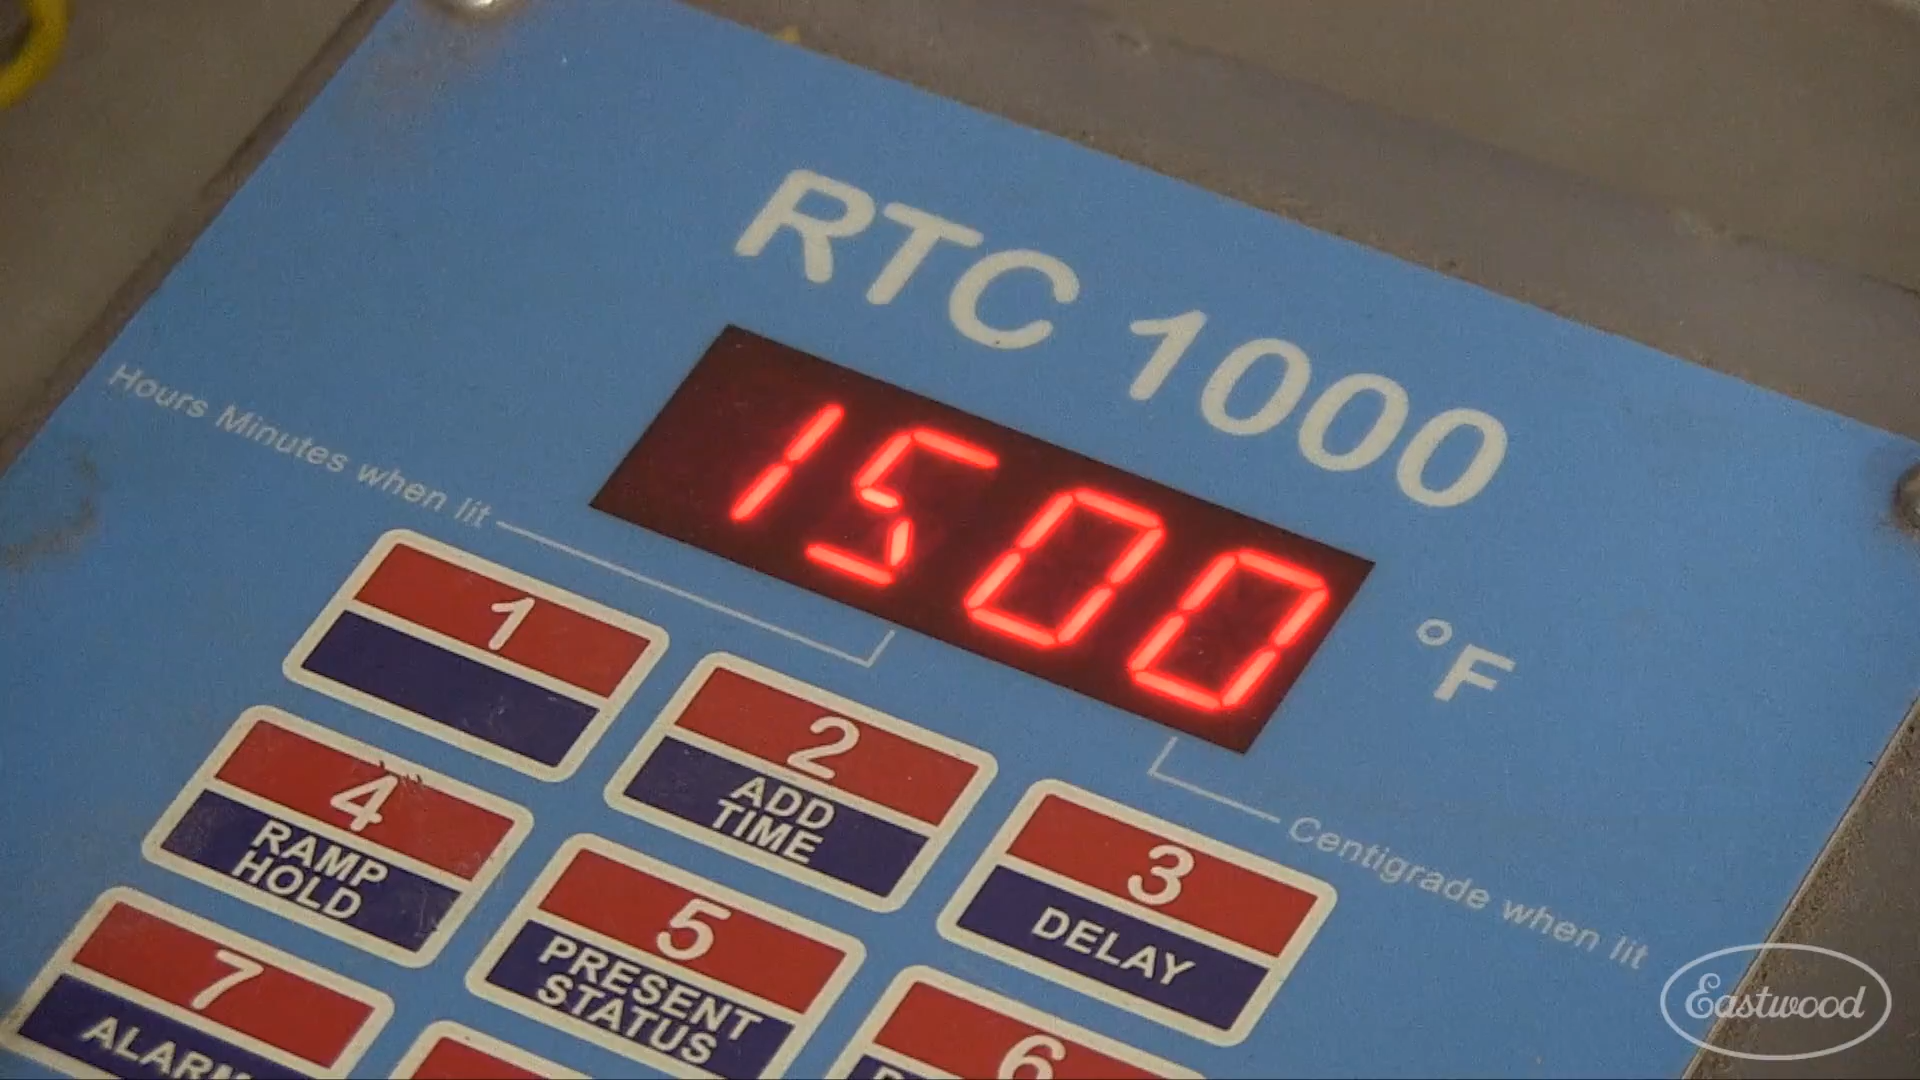 RTC 1000
1500
°F
Hours Minutes when lit
Centigrade when lit
1
2
ADD
TIME
3
DELAY
4
RAMP
HOLD
5
PRESENT
STATUS
6
7
ALARM
Eastwood